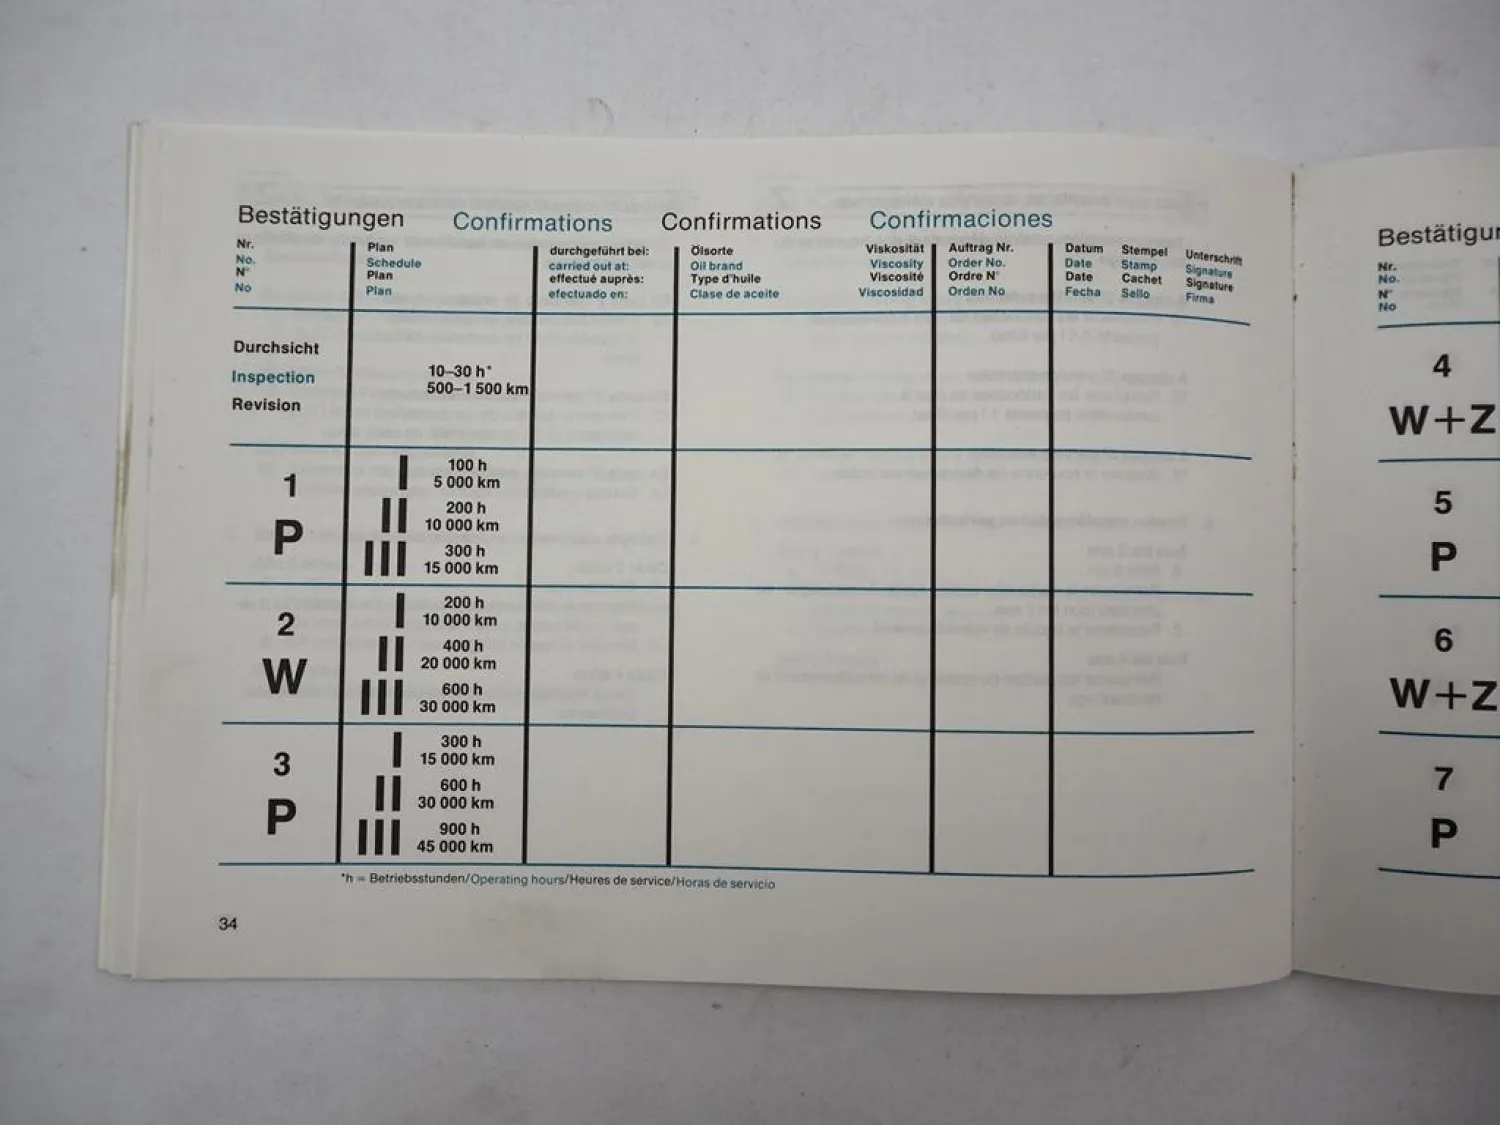 Bestätigungen Confirmations Confirmations Confirmaciones
Nr. Plan durchgeführt bei: Ölsorte Viskosität Auftrag Nr. Datum Stempel Unterschrift
No. Schedule carried out at: Oil brand Viscosity Order No. Date Stamp Signature
N° Plan effectué auprès: Type d'huile Viscosité Ordre N° Date Cachet Signature
No Plan efectuado en: Clase de aceite Viscosidad Orden No Fecha Sello Firma
Durchsicht
Inspection
Revision
10–30 h*
500–1 500 km
1
P
I 100 h
5 000 km
II 200 h
10 000 km
III 300 h
15 000 km
2
W
I 200 h
10 000 km
II 400 h
20 000 km
III 600 h
30 000 km
3
P
I 300 h
15 000 km
II 600 h
30 000 km
III 900 h
45 000 km
*h = Betriebsstunden/Operating hours/Heures de service/Horas de servicio
34
Bestätigu
Nr.
No.
N°
No
4
W+Z
5
P
6
W+Z
7
P